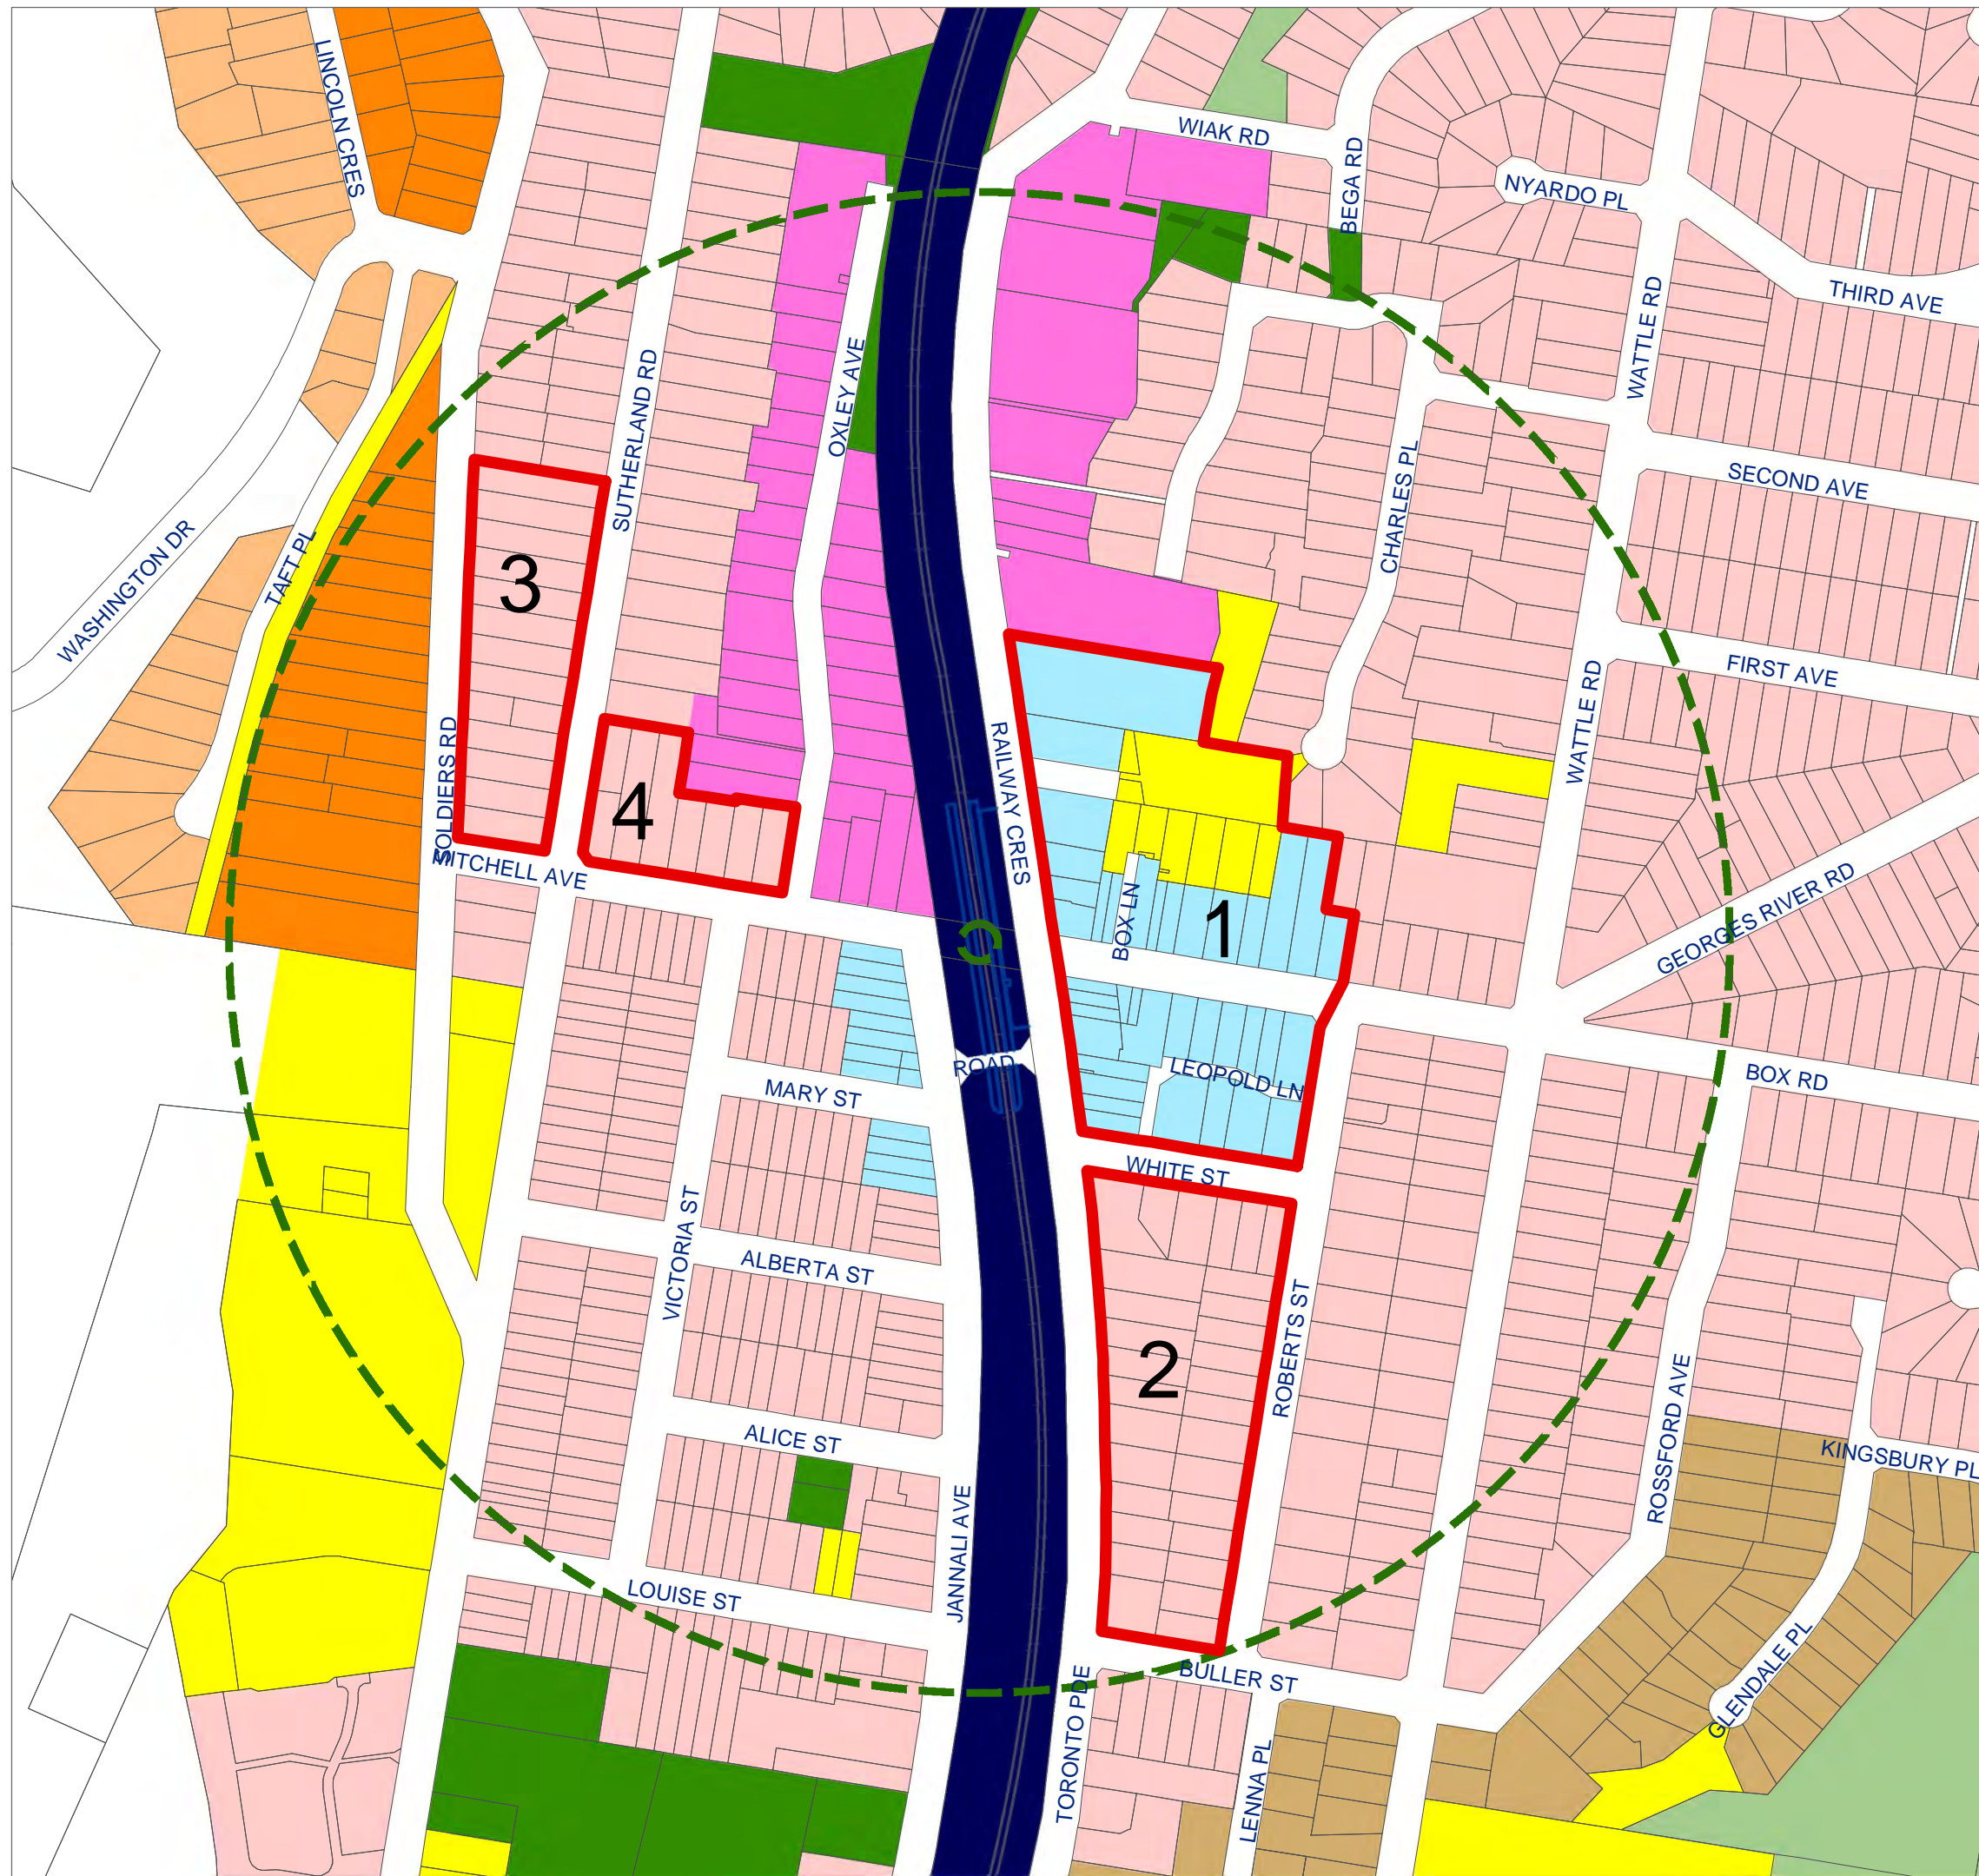 LINCOLN CRES
WIAK RD
BEGA RD
NYARDO PL
THIRD AVE
WATTLE RD
SUTHERLAND RD
OXLEY AVE
CHARLES PL
SECOND AVE
WASHINGTON DR
TAFT PL
3
FIRST AVE
WATTLE RD
SOLDIERS RD
RAILWAY CRES
4
MITCHELL AVE
BOX LN
1
GEORGES RIVER RD
ROAD
MARY ST
LEOPOLD LN
BOX RD
WHITE ST
VICTORIA ST
ALBERTA ST
2
ROBERTS ST
ROSSFORD AVE
ALICE ST
KINGSBURY PL
JANNALI AVE
LOUISE ST
BULLER ST
TORONTO PDE
LENNA PL
GLENDALE PL